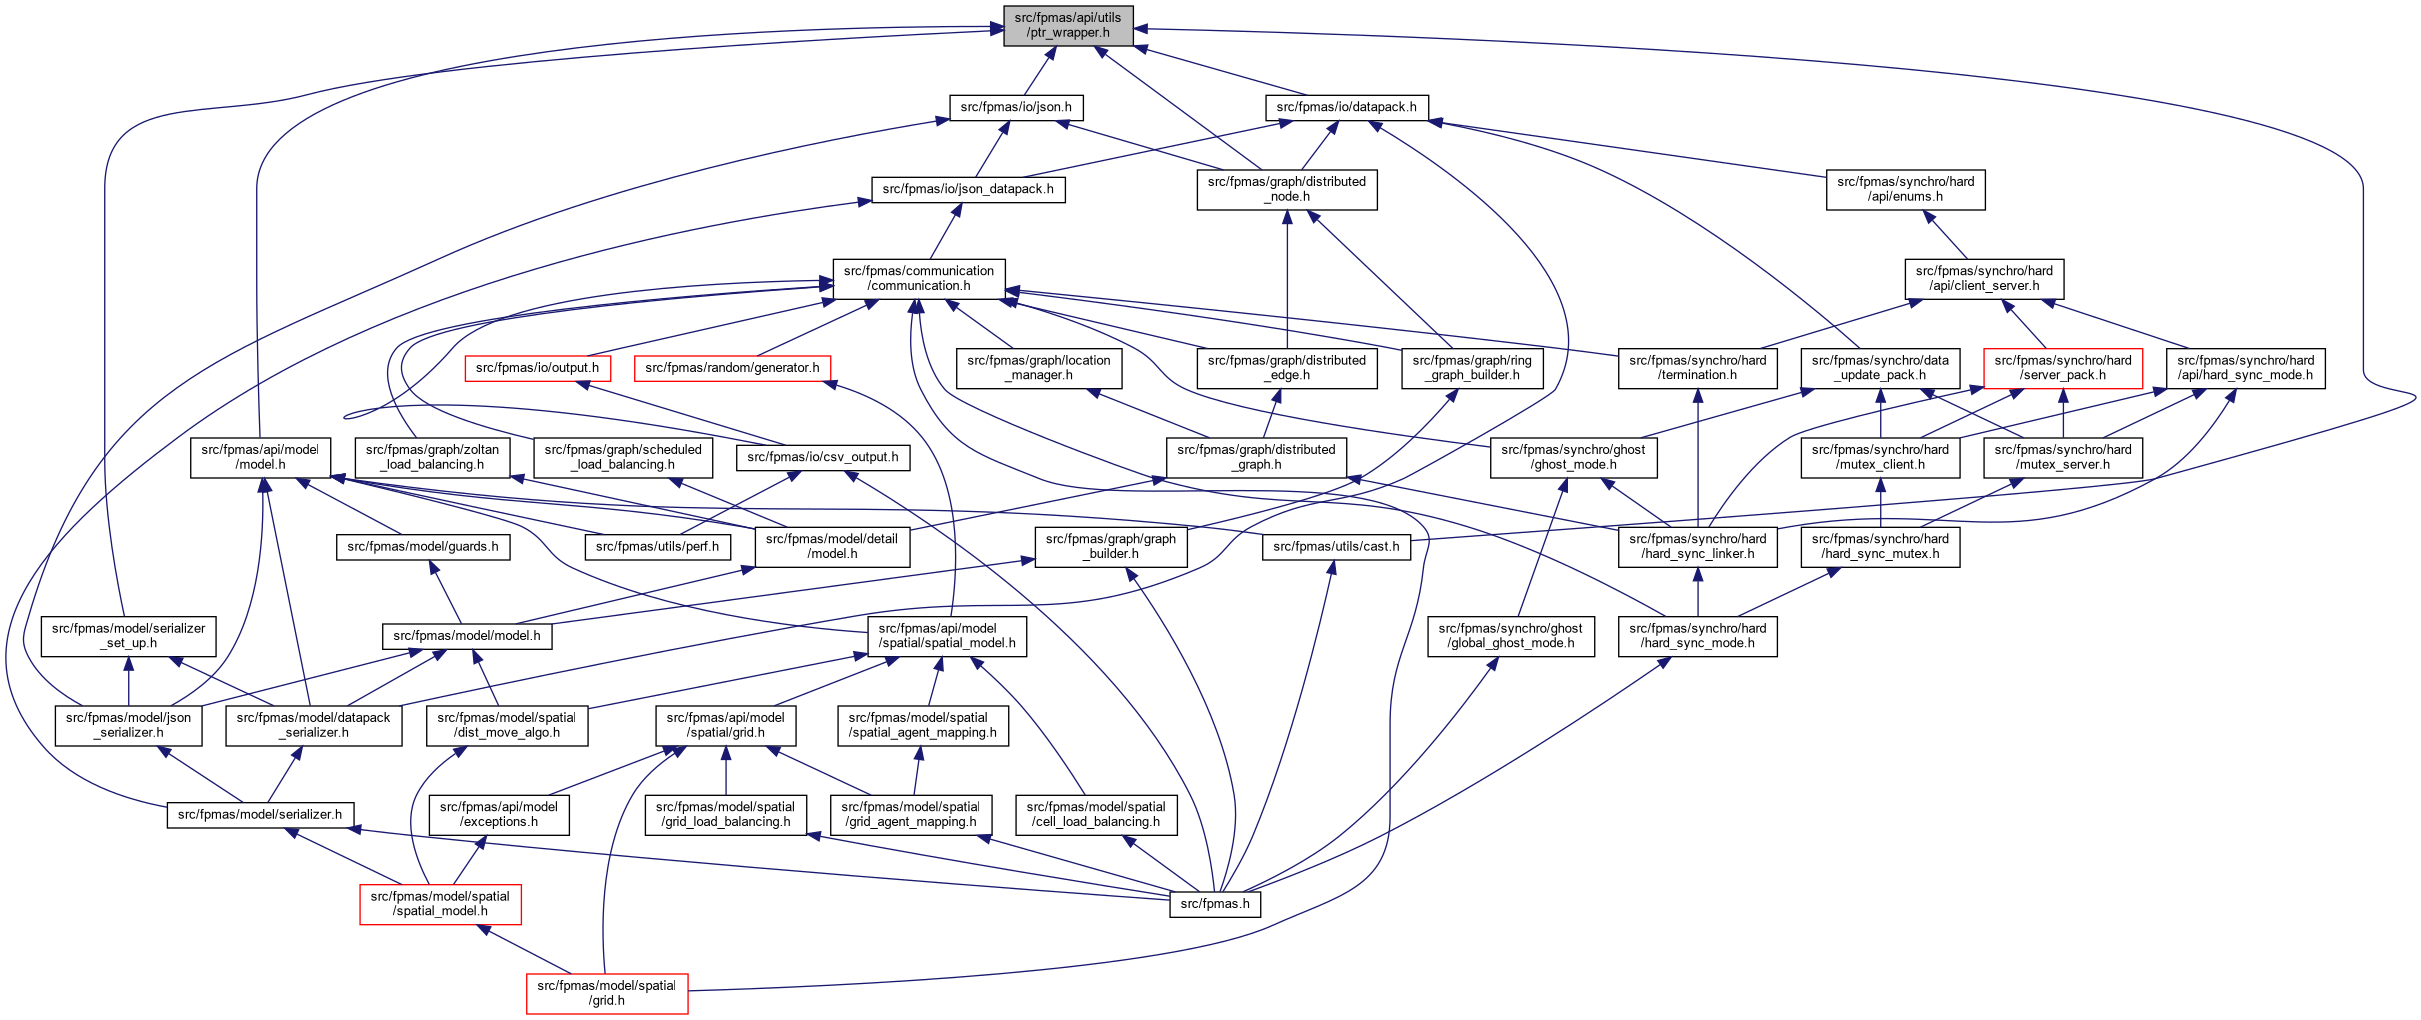 src/fpmas/api/utils
/ptr_wrapper.h
src/fpmas/io/json.h
src/fpmas/io/datapack.h
src/fpmas/io/json_datapack.h
src/fpmas/graph/distributed
_node.h
src/fpmas/synchro/hard
/api/enums.h
src/fpmas/communication
/communication.h
src/fpmas/synchro/hard
/api/client_server.h
src/fpmas/io/output.h
src/fpmas/random/generator.h
src/fpmas/graph/location
_manager.h
src/fpmas/graph/distributed
_edge.h
src/fpmas/graph/ring
_graph_builder.h
src/fpmas/synchro/hard
/termination.h
src/fpmas/synchro/data
_update_pack.h
src/fpmas/synchro/hard
/server_pack.h
src/fpmas/synchro/hard
/api/hard_sync_mode.h
src/fpmas/api/model
/model.h
src/fpmas/graph/zoltan
_load_balancing.h
src/fpmas/graph/scheduled
_load_balancing.h
src/fpmas/io/csv_output.h
src/fpmas/graph/distributed
_graph.h
src/fpmas/synchro/ghost
/ghost_mode.h
src/fpmas/synchro/hard
/mutex_client.h
src/fpmas/synchro/hard
/mutex_server.h
src/fpmas/model/guards.h
src/fpmas/utils/perf.h
src/fpmas/model/detail
/model.h
src/fpmas/graph/graph
_builder.h
src/fpmas/utils/cast.h
src/fpmas/synchro/hard
/hard_sync_linker.h
src/fpmas/synchro/hard
/hard_sync_mutex.h
src/fpmas/model/serializer
_set_up.h
src/fpmas/model/model.h
src/fpmas/api/model
/spatial/spatial_model.h
src/fpmas/synchro/ghost
/global_ghost_mode.h
src/fpmas/synchro/hard
/hard_sync_mode.h
src/fpmas/model/json
_serializer.h
src/fpmas/model/datapack
_serializer.h
src/fpmas/model/spatial
/dist_move_algo.h
src/fpmas/api/model
/spatial/grid.h
src/fpmas/model/spatial
/spatial_agent_mapping.h
src/fpmas/model/serializer.h
src/fpmas/api/model
/exceptions.h
src/fpmas/model/spatial
/grid_load_balancing.h
src/fpmas/model/spatial
/grid_agent_mapping.h
src/fpmas/model/spatial
/cell_load_balancing.h
src/fpmas/model/spatial
/spatial_model.h
src/fpmas.h
src/fpmas/model/spatial
/grid.h